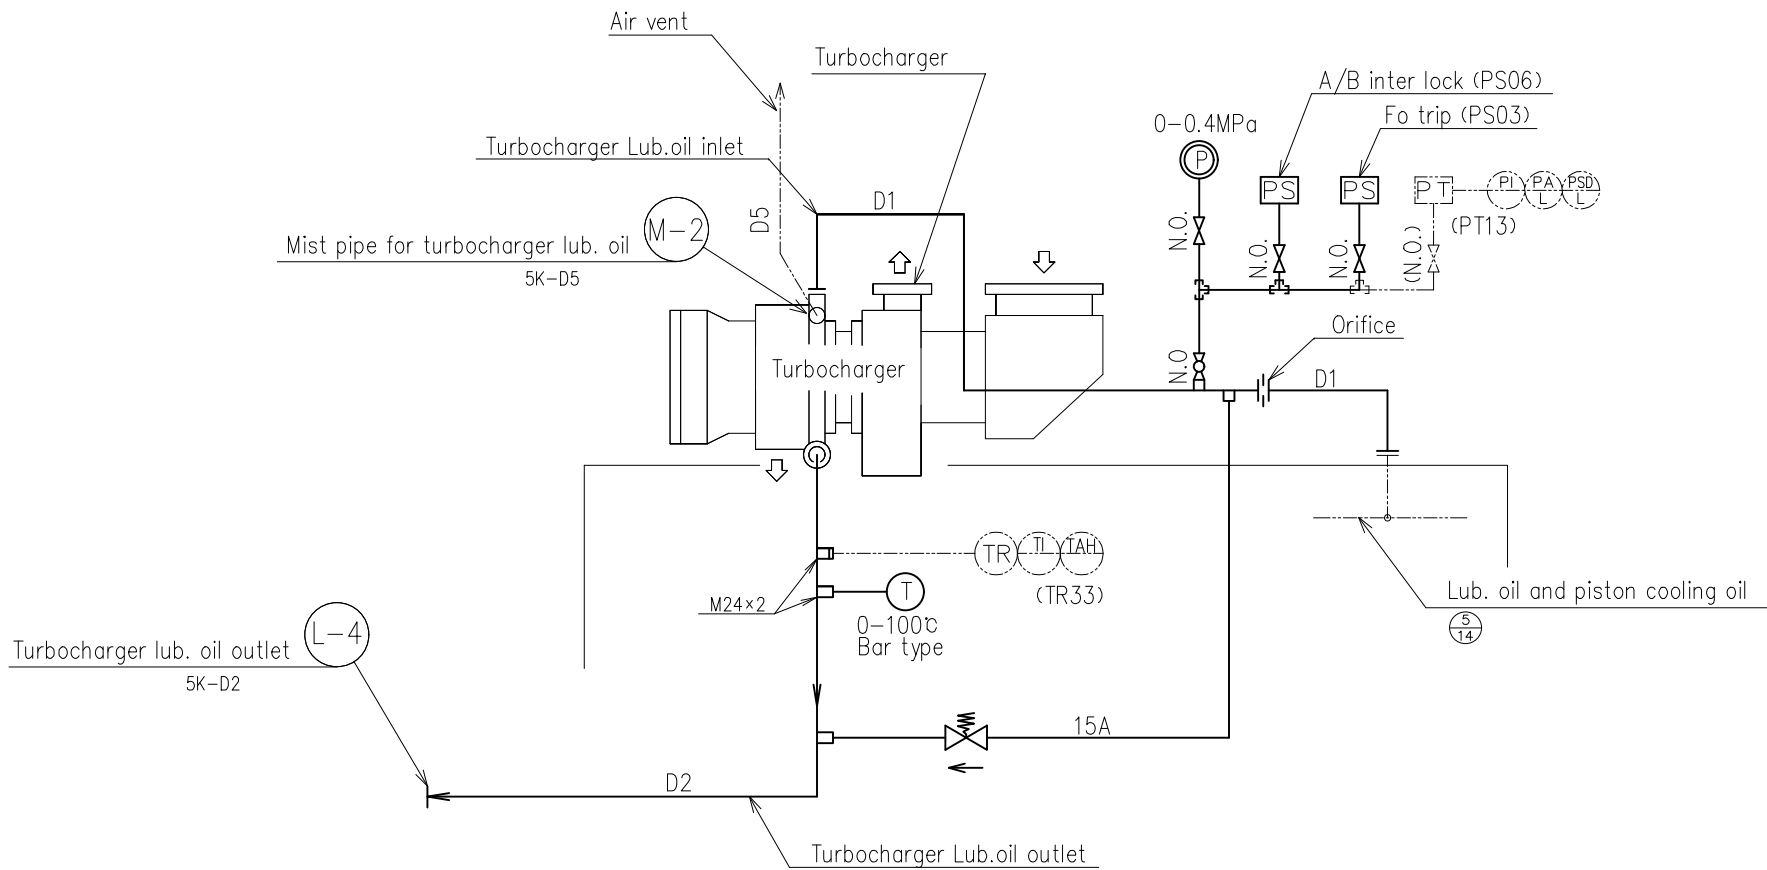 Air vent
Turbocharger
A/B inter lock (PS06)
Fo trip (PS03)
0-0.4MPa
P
Turbocharger Lub.oil inlet
D1
D5
PS
PS
PT
PI
PA
L
PSD
L
(PT13)
N.O.
N.O.
N.O.
(N.O.)
M-2
Mist pipe for turbocharger lub. oil
5K-D5
Orifice
N.O
D1
Turbocharger
TR
TI
TAH
(TR33)
M24×2
T
0-100℃
Bar type
Lub. oil and piston cooling oil
5
14
L-4
Turbocharger lub. oil outlet
5K-D2
15A
D2
Turbocharger Lub.oil outlet